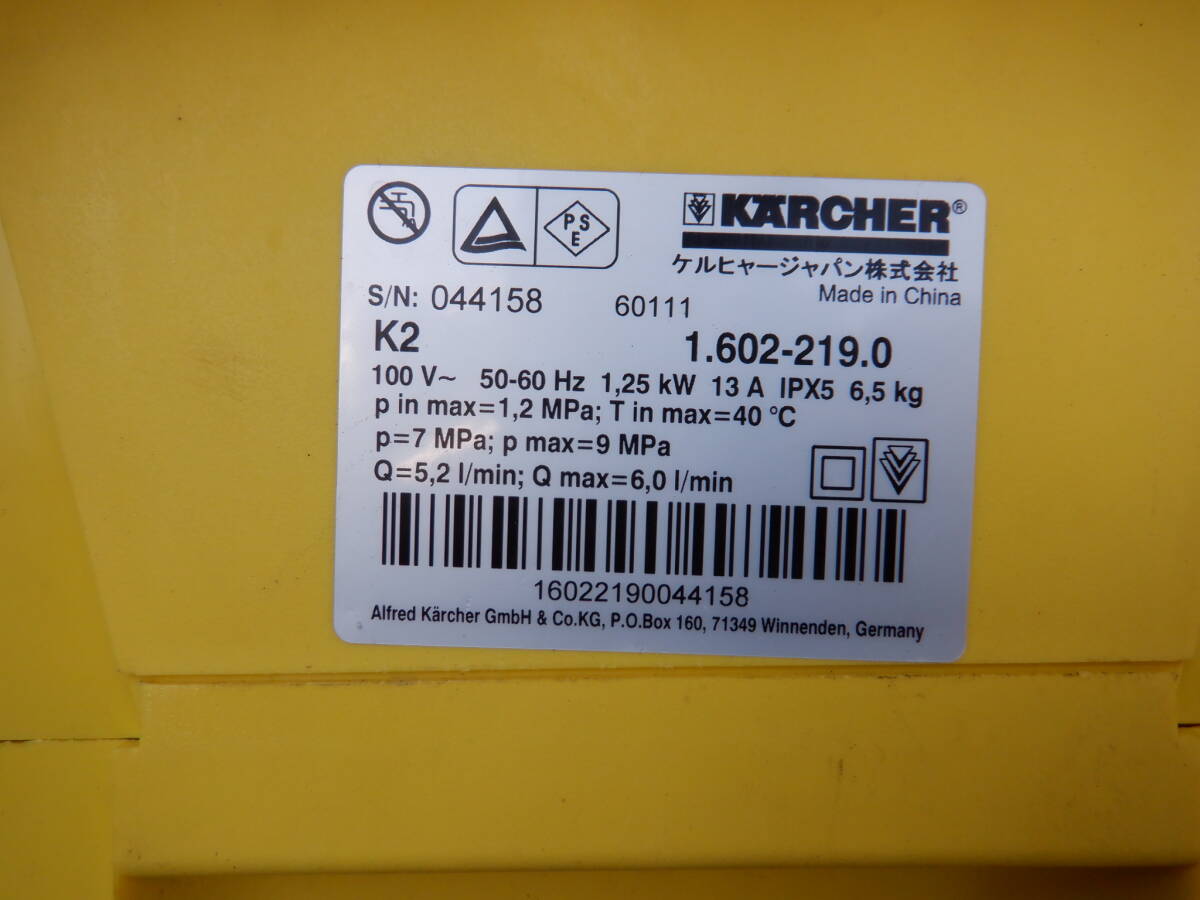 PSE
KÄRCHER®
ケルヒャージャパン株式会社
Made in China
S/N: 044158 60111
K2 1.602-219.0
100 V~ 50-60 Hz 1,25 kW 13 A IPX5 6,5 kg
p in max=1,2 MPa; T in max=40 °C
p=7 MPa; p max=9 MPa
Q=5,2 l/min; Q max=6,0 l/min
16022190044158
Alfred Kärcher GmbH & Co.KG, P.O.Box 160, 71349 Winnenden, Germany